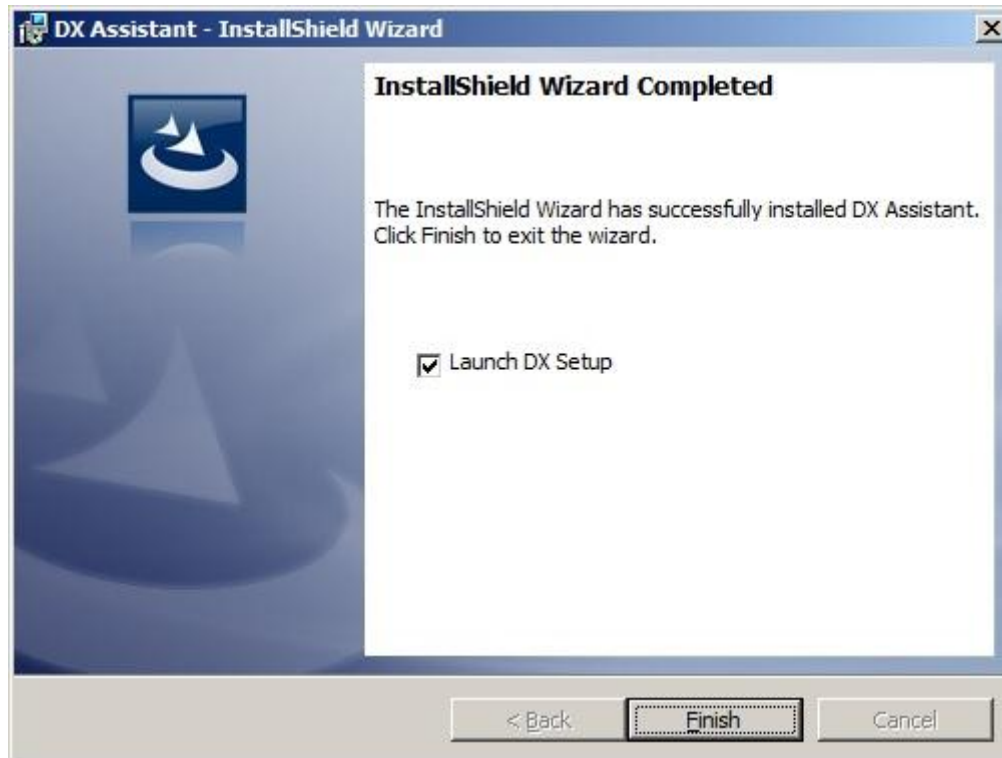 DX Assistant - InstallShield Wizard
InstallShield Wizard Completed
The InstallShield Wizard has successfully installed DX Assistant.
Click Finish to exit the wizard.
Launch DX Setup
< Back
Finish
Cancel